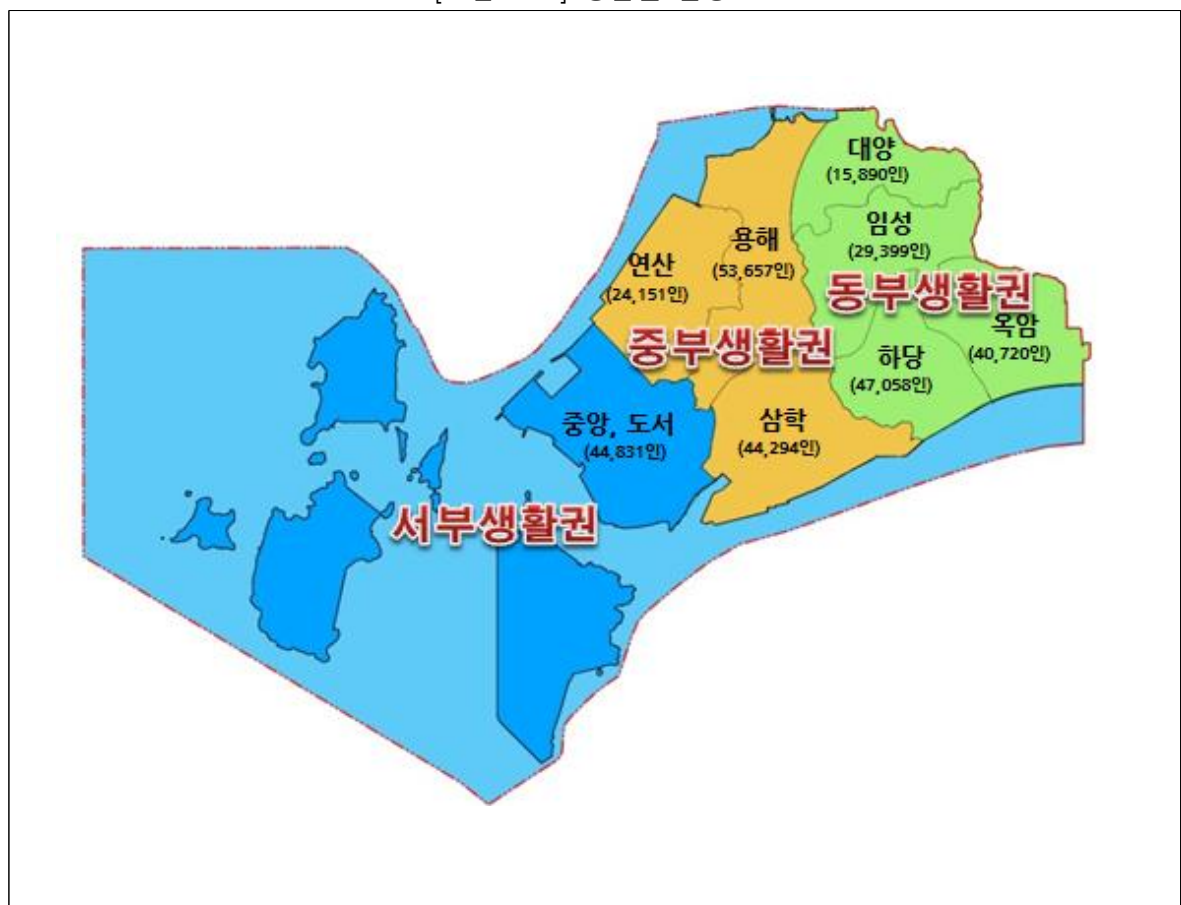 대양
(15,890인)
임성
(29,399인)
용해
(53,657인)
연산
(24,151인)
동부생활권
옥암
(40,720인)
중부생활권
하당
(47,058인)
중앙, 도서
(44,831인)
삼학
(44,294인)
서부생활권